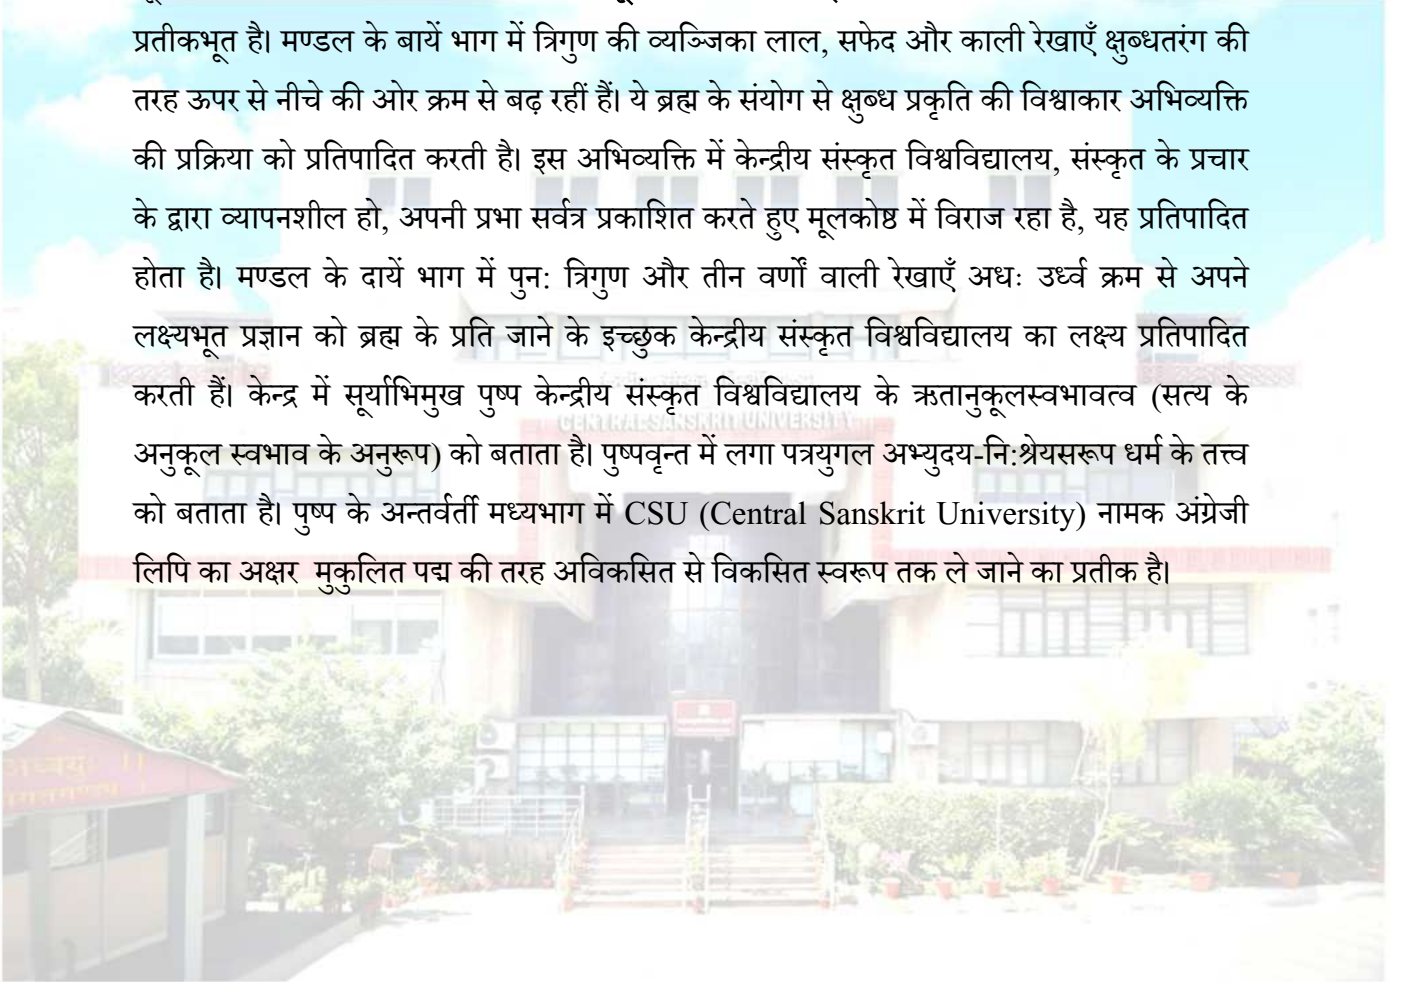 प्रतीकभूत है। मण्डल के बायें भाग में त्रिगुण की व्यञ्जिका लाल, सफेद और काली रेखाएँ क्षुब्धतरंग की
तरह ऊपर से नीचे की ओर क्रम से बढ़ रहीं हैं। ये ब्रह्म के संयोग से क्षुब्ध प्रकृति की विश्वाकार अभिव्यक्ति
की प्रक्रिया को प्रतिपादित करती है। इस अभिव्यक्ति में केन्द्रीय संस्कृत विश्वविद्यालय, संस्कृत के प्रचार
के द्वारा व्यापनशील हो, अपनी प्रभा सर्वत्र प्रकाशित करते हुए मूलकोष्ठ में विराज रहा है, यह प्रतिपादित
होता है। मण्डल के दायें भाग में पुन: त्रिगुण और तीन वर्णों वाली रेखाएँ अधः उर्ध्व क्रम से अपने
लक्ष्यभूत प्रज्ञान को ब्रह्म के प्रति जाने के इच्छुक केन्द्रीय संस्कृत विश्वविद्यालय का लक्ष्य प्रतिपादित
करती हैं। केन्द्र में सूर्याभिमुख पुष्प केन्द्रीय संस्कृत विश्वविद्यालय के ऋतानुकूलस्वभावत्व (सत्य के
CENTRAL SANSKRIT UNIVERSITY
अनुकूल स्वभाव के अनुरूप) को बताता है। पुष्पवृन्त में लगा पत्रयुगल अभ्युदय-नि:श्रेयसरूप धर्म के तत्त्व
को बताता है। पुष्प के अन्तर्वर्ती मध्यभाग में CSU (Central Sanskrit University) नामक अंग्रेजी
लिपि का अक्षर मुकुलित पद्म की तरह अविकसित से विकसित स्वरूप तक ले जाने का प्रतीक है।